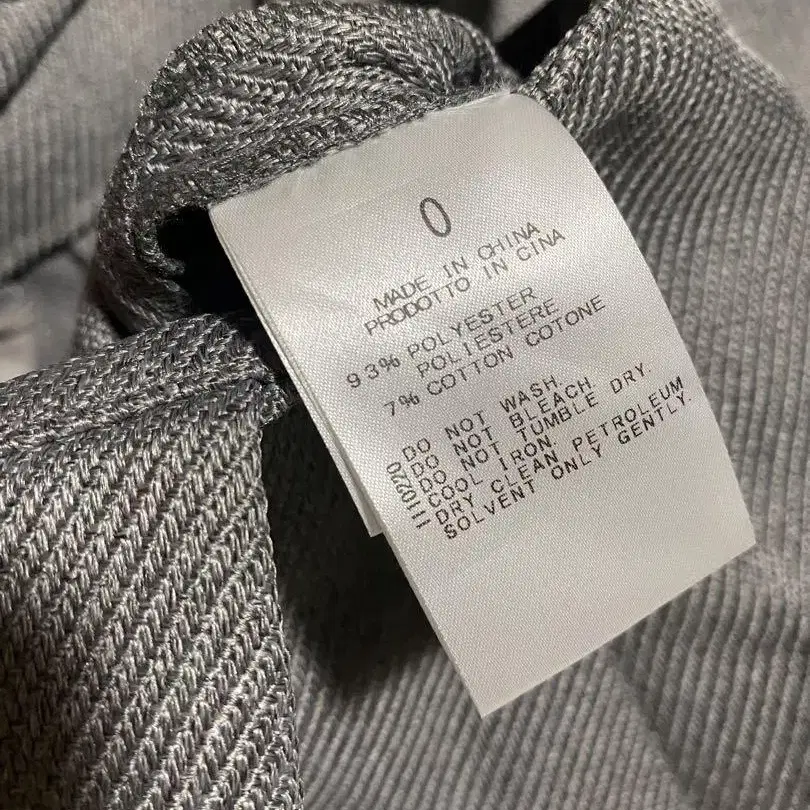 0
MADE IN CHINA
PRODOTTO IN CINA
93% POLYESTER
POLIESTERE
7% COTTON COTONE
DO NOT WASH.
DO NOT BLEACH.
DO NOT TUMBLE DRY.
COOL IRON.
DRY CLEAN PETROLEUM
SOLVENT ONLY GENTLY.
110220